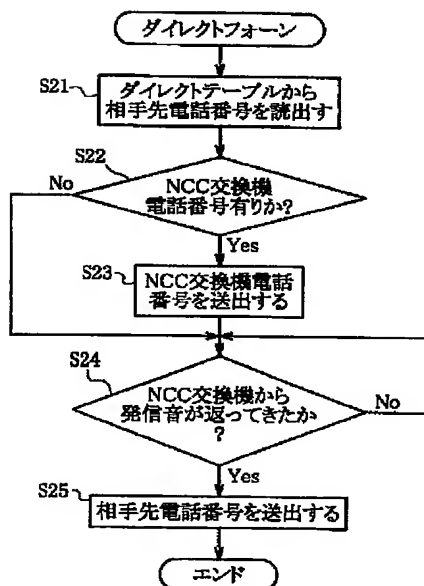 ダイレクトフォーン
S21
ダイレクトテーブルから
相手先電話番号を読出す
S22
No
NCC交換機
電話番号有りか?
Yes
S23
NCC交換機電話
番号を送出する
S24
NCC交換機から
発信音が返ってきたか
?
No
Yes
S25
相手先電話番号を送出する
エンド